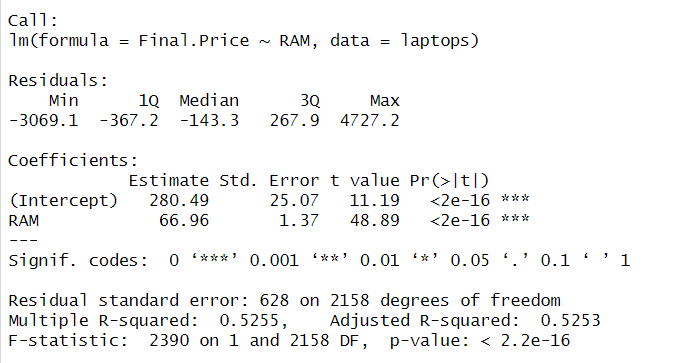 Call:
lm(formula = Final.Price ~ RAM, data = laptops)
Residuals:
Min 1Q Median 3Q Max
-3069.1 -367.2 -143.3 267.9 4727.2
Coefficients:
Estimate Std. Error t value Pr(>|t|)
(Intercept) 280.49 25.07 11.19 <2e-16 ***
RAM 66.96 1.37 48.89 <2e-16 ***
---
Signif. codes: 0 ‘***’ 0.001 ‘**’ 0.01 ‘*’ 0.05 ‘.’ 0.1 ‘ ’ 1
Residual standard error: 628 on 2158 degrees of freedom
Multiple R-squared: 0.5255, Adjusted R-squared: 0.5253
F-statistic: 2390 on 1 and 2158 DF, p-value: < 2.2e-16